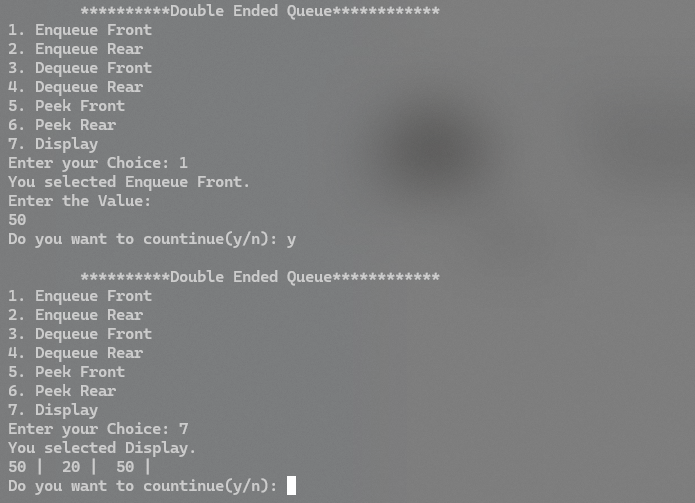 **********Double Ended Queue************
1. Enqueue Front
2. Enqueue Rear
3. Dequeue Front
4. Dequeue Rear
5. Peek Front
6. Peek Rear
7. Display
Enter your Choice: 1
You selected Enqueue Front.
Enter the Value:
50
Do you want to countinue(y/n): y
**********Double Ended Queue************
1. Enqueue Front
2. Enqueue Rear
3. Dequeue Front
4. Dequeue Rear
5. Peek Front
6. Peek Rear
7. Display
Enter your Choice: 7
You selected Display.
50 |  20 |  50 |
Do you want to countinue(y/n):